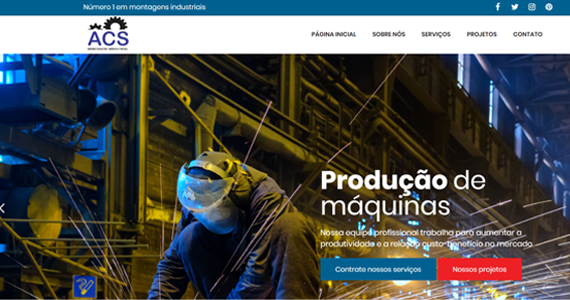 Número 1 em montagens industriais
ACS
PÁGINA INICIAL SOBRE NÓS SERVIÇOS PROJETOS CONTATO
Produção de
máquinas
Nossa equipe profissional trabalha para aumentar a
produtividade e a relação custo-benefício no mercado
Contrate nossos serviços
Nossos projetos